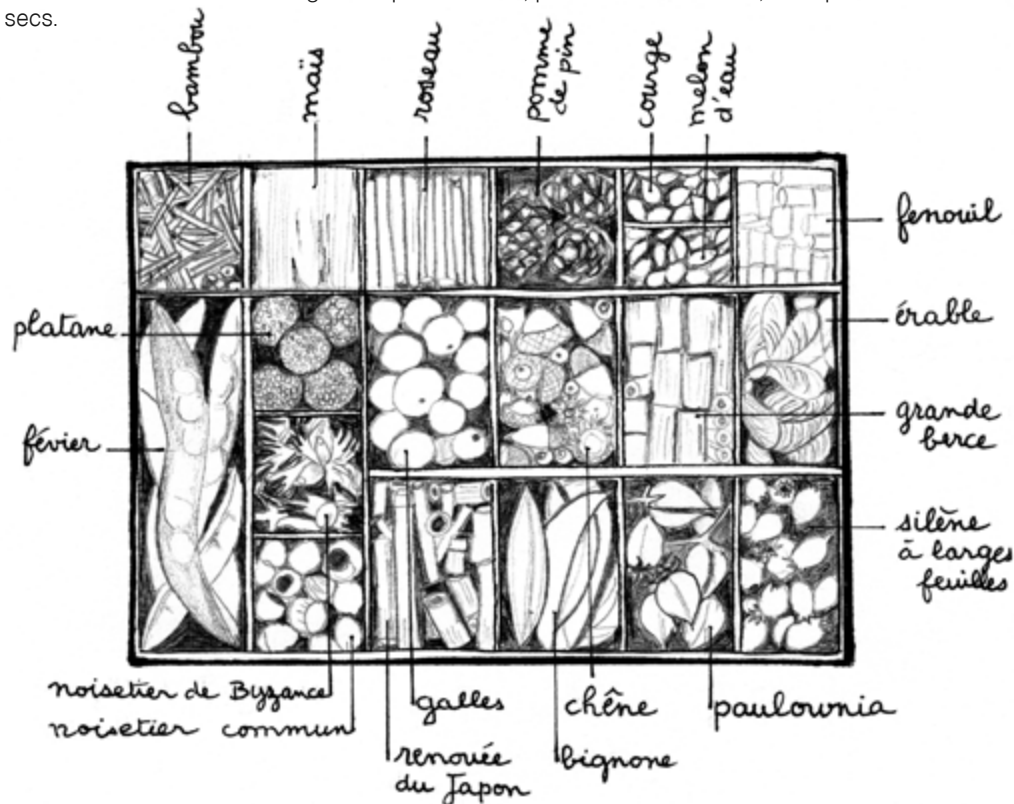 secs.
bambou
maïs
roseau
pomme
de pin
courge
melon
d'eau
fenouil
platane
érable
févier
grande
berce
silène
à larges
feuilles
noisetier de Byzance
noisetier commun
galles
chêne
paulownia
renouée
du Japon
bignone